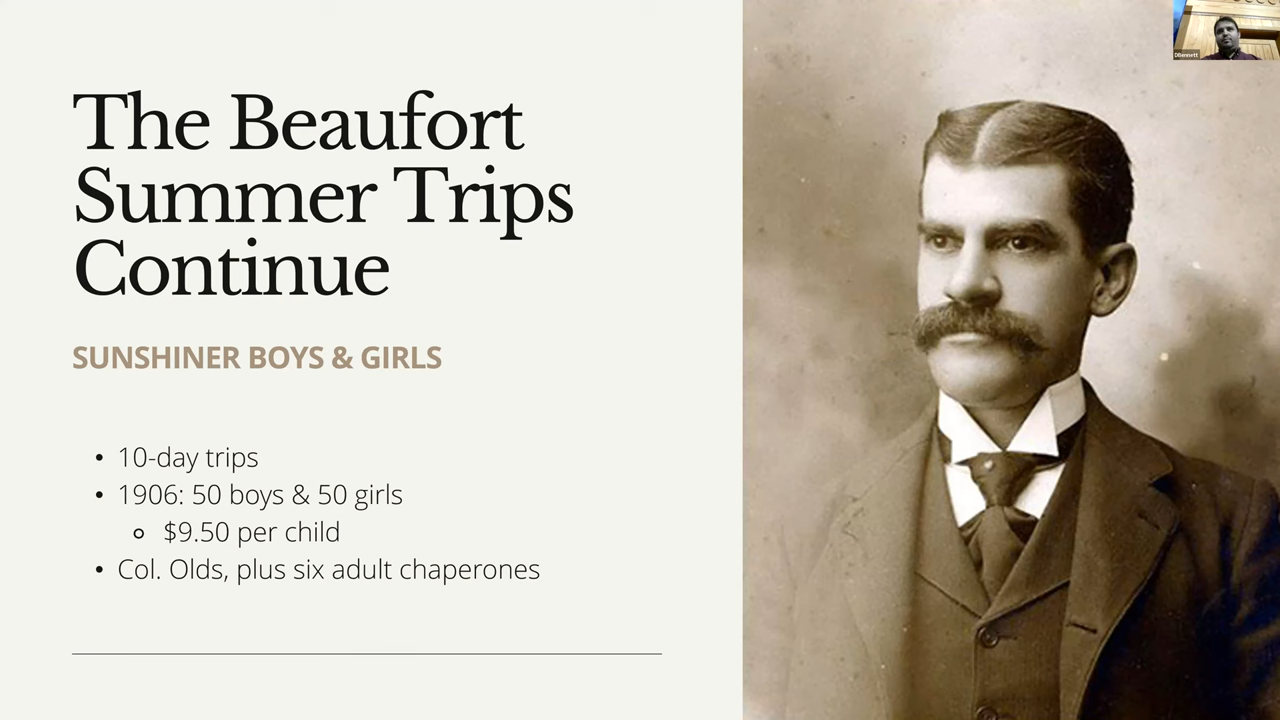 The Beaufort
Summer Trips
Continue
SUNSHINER BOYS & GIRLS
• 10-day trips
• 1906: 50 boys & 50 girls
○ $9.50 per child
• Col. Olds, plus six adult chaperones
DBennett